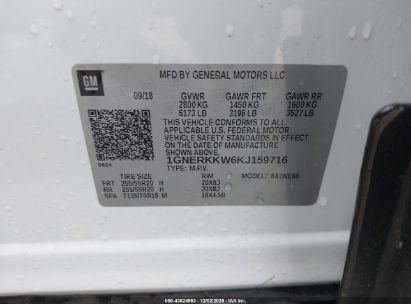 GM
MFD BY GENERAL MOTORS LLC
09/18 GVWR GAWR FRT GAWR RR
2800 KG 1450 KG 1600 KG
6173 LB 3196 LB 3527 LB
THIS VEHICLE CONFORMS TO ALL
APPLICABLE U.S. FEDERAL MOTOR
VEHICLE SAFETY STANDARDS IN
EFFECT ON THE DATE OF
MANUFACTURE SHOWN ABOVE.
1GNERKKW6KJ159716
TYPE: M.P.V.
0624
TIRE SIZE RIM MODEL:
FRT 255/55R20 H 20X8J
RR 255/55R20 H 20X8J
SPA T135/70R18 M 18X4.5B